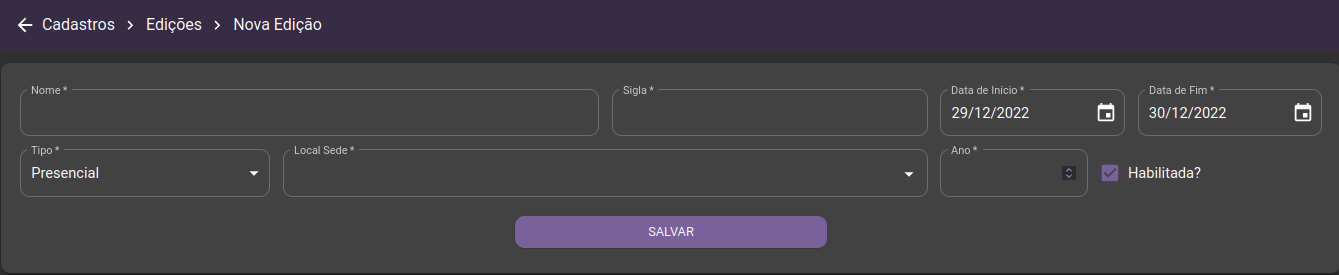 Cadastros > Edições > Nova Edição
Nome * Sigla * Data de Início * Data de Fim *
29/12/2022 30/12/2022
Tipo * Local Sede * Ano *
Presencial Habilitada?
SALVAR